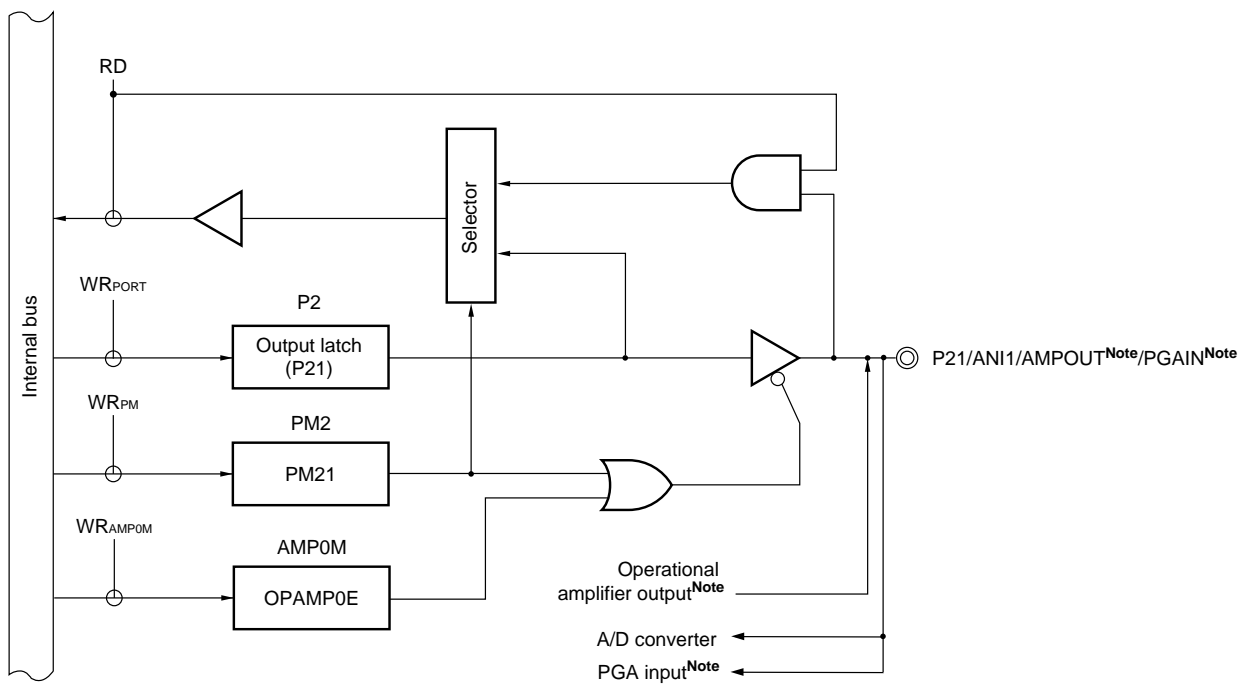 RD
Selector
Internal bus
WRPORT
P2
Output latch
(P21)
P21/ANI1/AMPOUTNote/PGAINNote
WRPM
PM2
PM21
WRAMP0M
AMP0M
OPAMP0E
Operational
amplifier outputNote
A/D converter
PGA inputNote